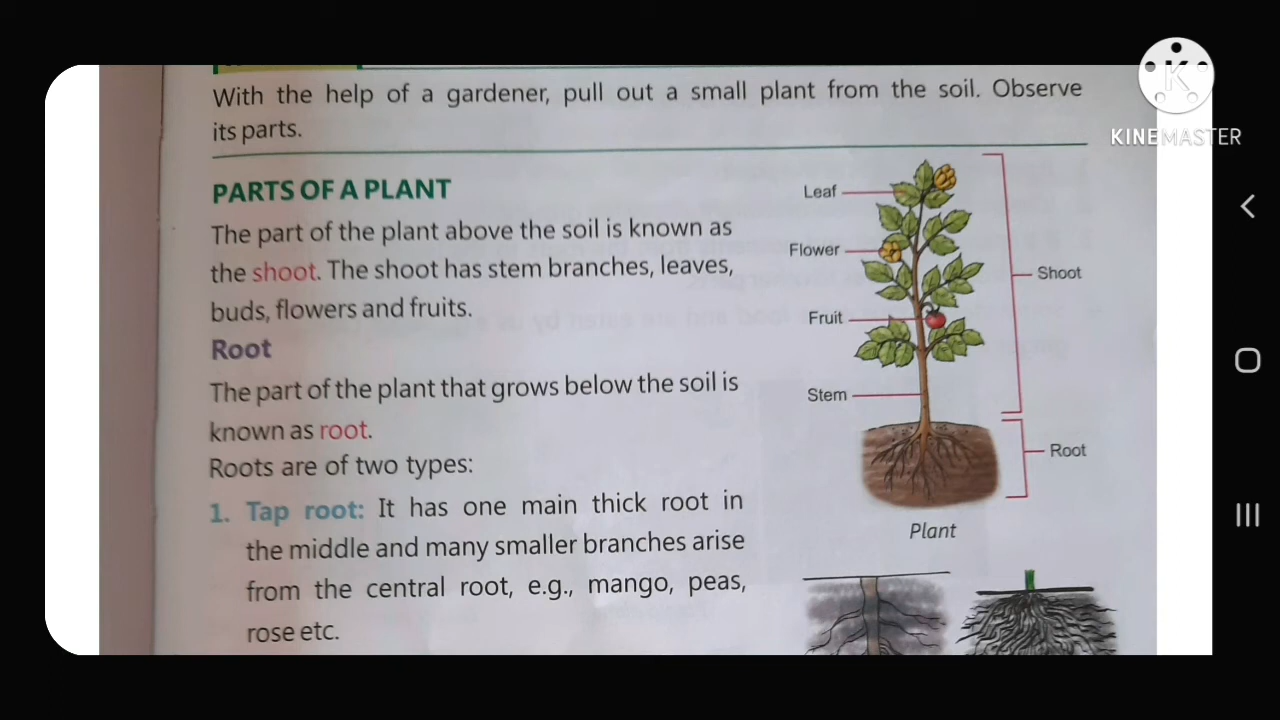 With the help of a gardener, pull out a small plant from the soil. Observe
its parts.
PARTS OF A PLANT
The part of the plant above the soil is known as
the shoot. The shoot has stem branches, leaves,
buds, flowers and fruits.
Root
The part of the plant that grows below the soil is
known as root.
Roots are of two types:
1. Tap root: It has one main thick root in
the middle and many smaller branches arise
from the central root, e.g., mango, peas,
rose etc.
Leaf
Flower
Fruit
Stem
Shoot
Root
Plant
K
KINEMASTER